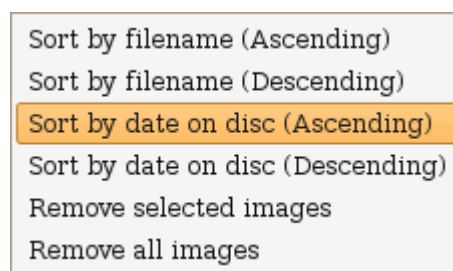 Sort by filename (Ascending)
Sort by filename (Descending)
Sort by date on disc (Ascending)
Sort by date on disc (Descending)
Remove selected images
Remove all images